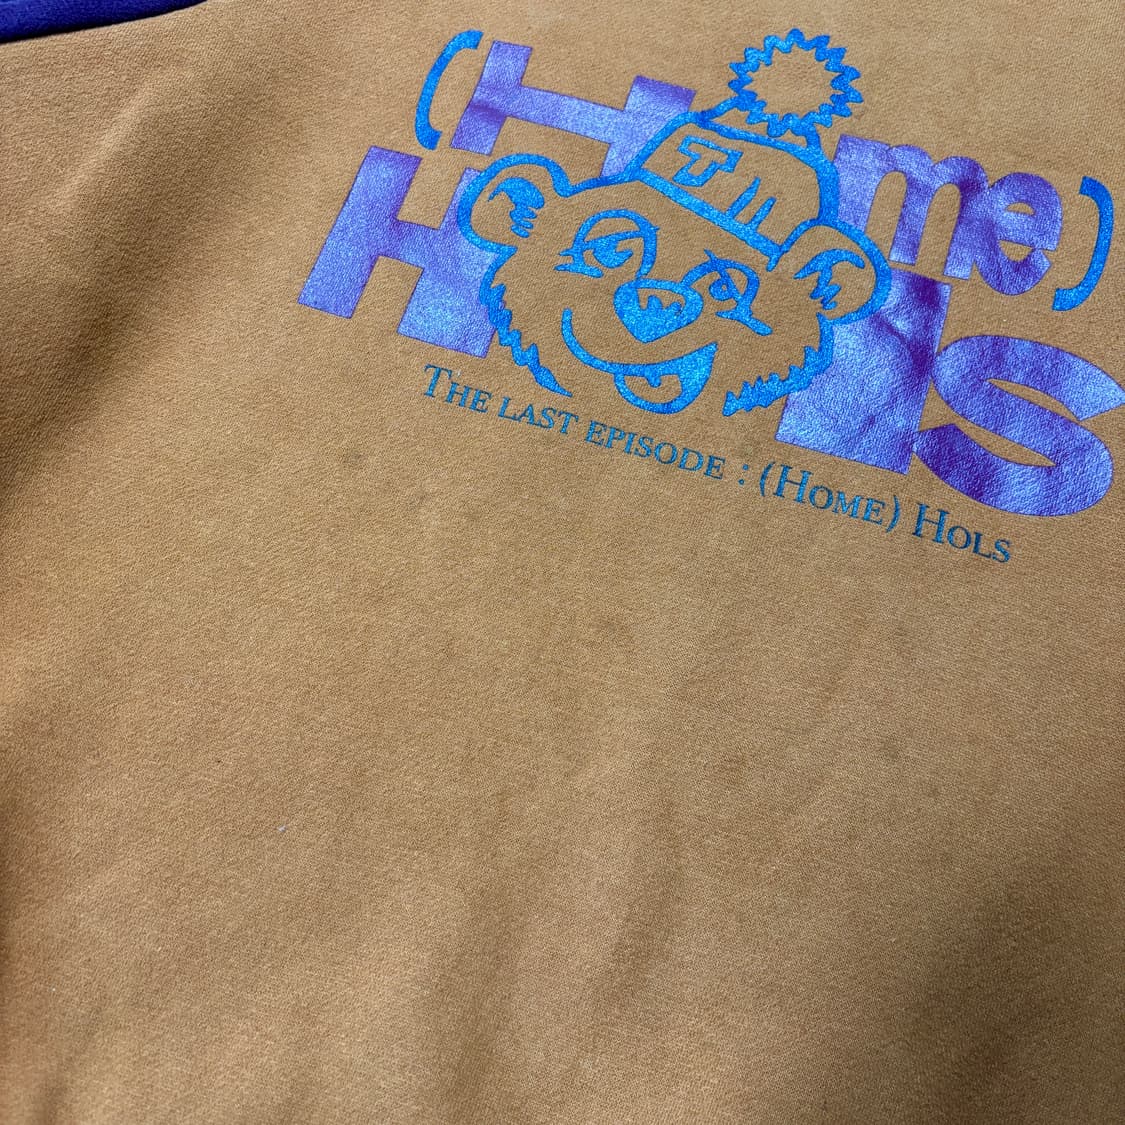 (Home)
Hols
T
THE LAST EPISODE : (HOME) HOLS